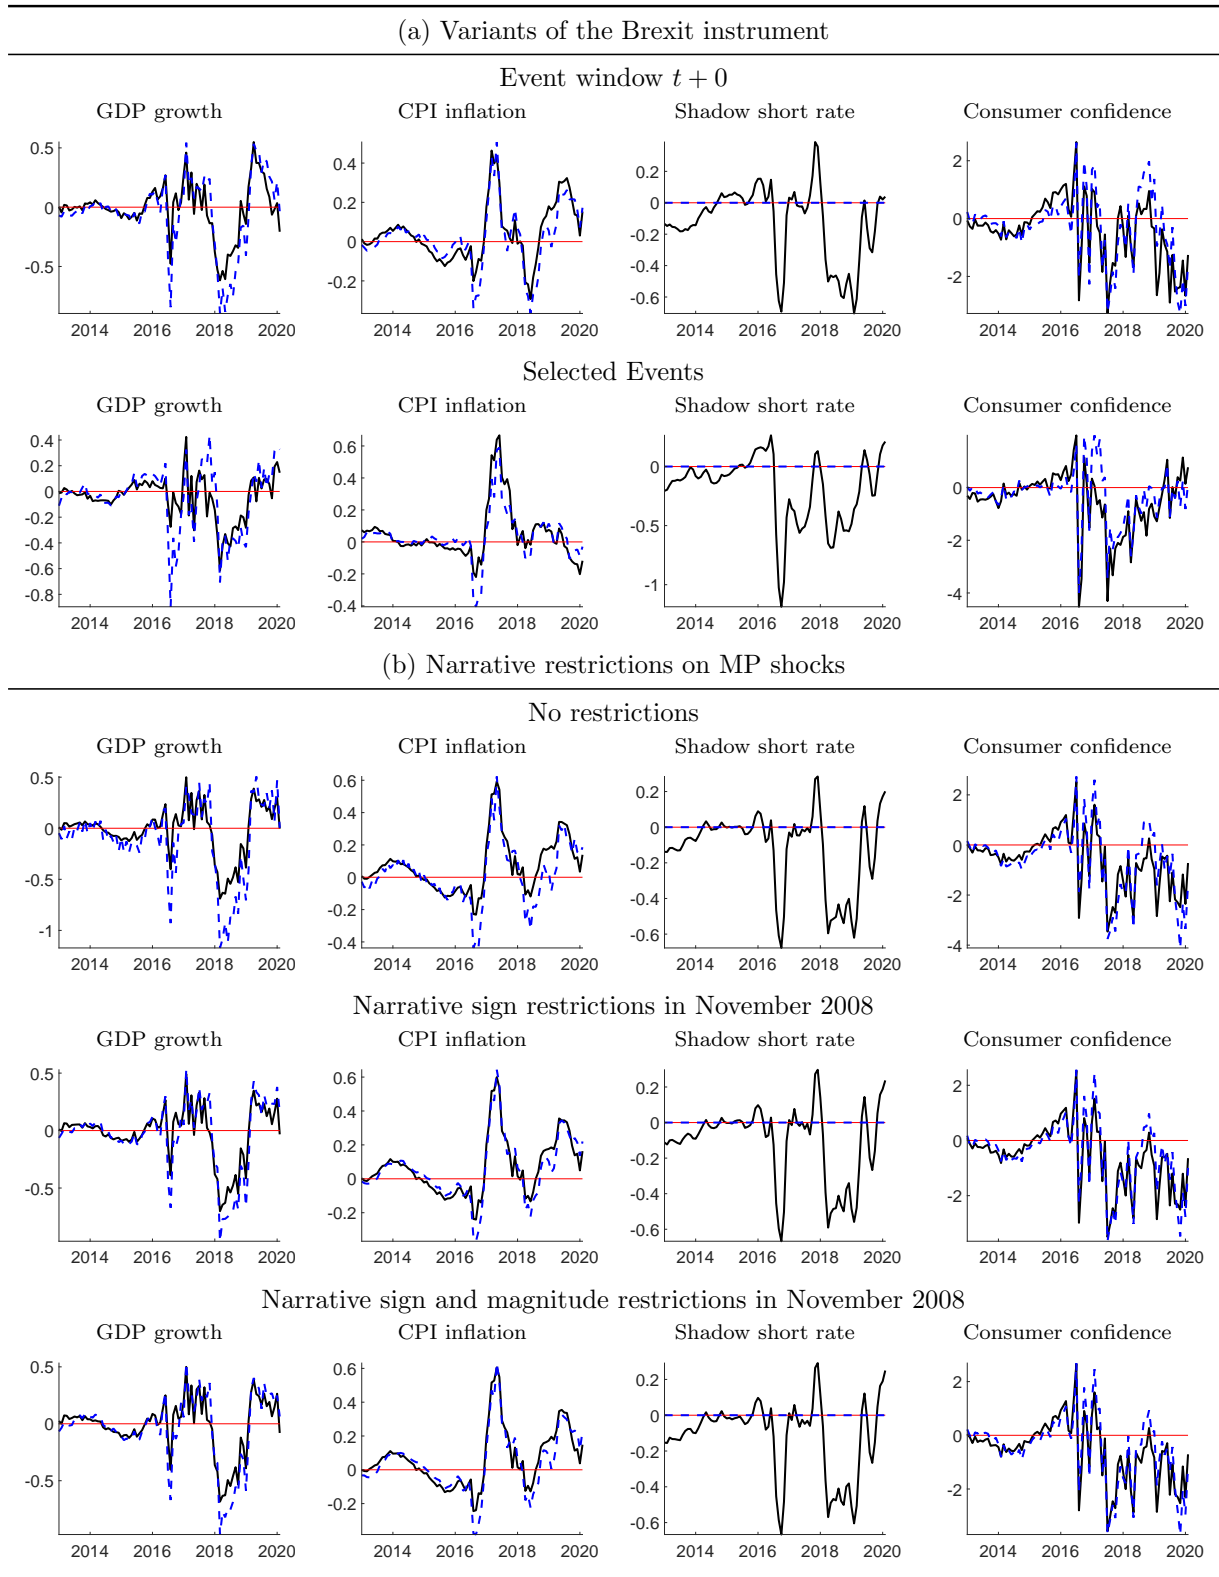 (a) Variants of the Brexit instrument
Event window t + 0
GDP growth CPI inflation Shadow short rate Consumer confidence
0.5 0 -0.5
2014 2016 2018 2020
0.4 0.2 0 -0.2
2014 2016 2018 2020
0.2 0 -0.2 -0.4 -0.6
2014 2016 2018 2020
2 0 -2
2014 2016 2018 2020
Selected Events
GDP growth CPI inflation Shadow short rate Consumer confidence
0.4 0.2 0 -0.2 -0.4 -0.6 -0.8
2014 2016 2018 2020
0.6 0.4 0.2 0 -0.2 -0.4
2014 2016 2018 2020
0 -0.5 -1
2014 2016 2018 2020
2 0 -2 -4
2014 2016 2018 2020
(b) Narrative restrictions on MP shocks
No restrictions
GDP growth CPI inflation Shadow short rate Consumer confidence
0.5 0 -0.5 -1
2014 2016 2018 2020
0.6 0.4 0.2 0 -0.2 -0.4
2014 2016 2018 2020
0.2 0 -0.2 -0.4 -0.6
2014 2016 2018 2020
2 0 -2 -4
2014 2016 2018 2020
Narrative sign restrictions in November 2008
GDP growth CPI inflation Shadow short rate Consumer confidence
0.5 0 -0.5
2014 2016 2018 2020
0.6 0.4 0.2 0 -0.2
2014 2016 2018 2020
0.2 0 -0.2 -0.4 -0.6
2014 2016 2018 2020
2 0 -2
2014 2016 2018 2020
Narrative sign and magnitude restrictions in November 2008
GDP growth CPI inflation Shadow short rate Consumer confidence
0.5 0 -0.5
2014 2016 2018 2020
0.6 0.4 0.2 0 -0.2
2014 2016 2018 2020
0.2 0 -0.2 -0.4 -0.6
2014 2016 2018 2020
2 0 -2
2014 2016 2018 2020